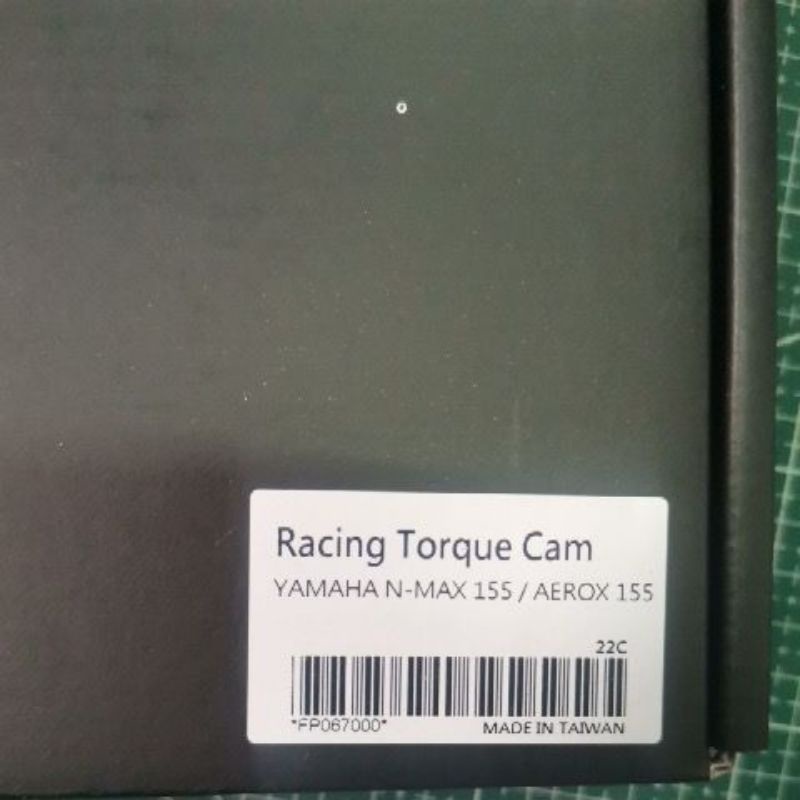 Racing Torque Cam
YAMAHA N-MAX 155 / AEROX 155
22C
*FP067000*
MADE IN TAIWAN